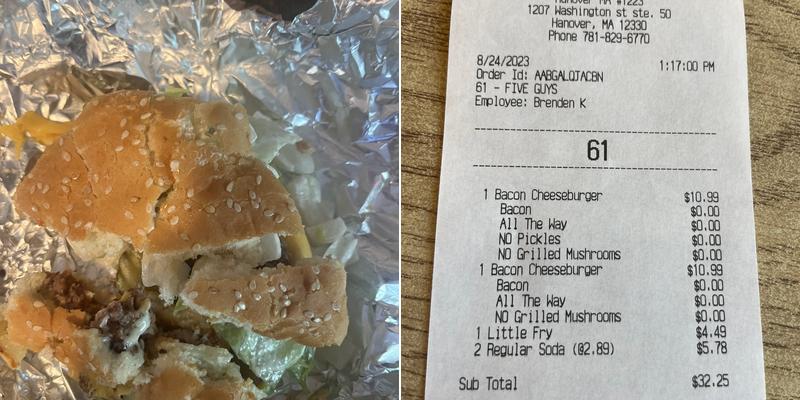 Hanover MA #1223
1207 Washington st ste. 50
Hanover, MA 12330
Phone 781-829-6770
8/24/2023 1:17:00 PM
Order Id: AABGALQTACBN
61 - FIVE GUYS
Employee: Brenden K
61
1 Bacon Cheeseburger $10.99
Bacon $0.00
All The Way $0.00
NO Pickles $0.00
NO Grilled Mushrooms $0.00
1 Bacon Cheeseburger $10.99
Bacon $0.00
All The Way $0.00
NO Grilled Mushrooms $0.00
1 Little Fry $4.49
2 Regular Soda (@2.89) $5.78
Sub Total $32.25